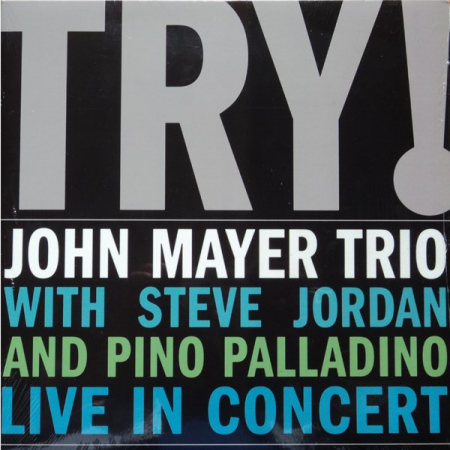 TRY!
JOHN MAYER TRIO
WITH STEVE JORDAN
AND PINO PALLADINO
LIVE IN CONCERT